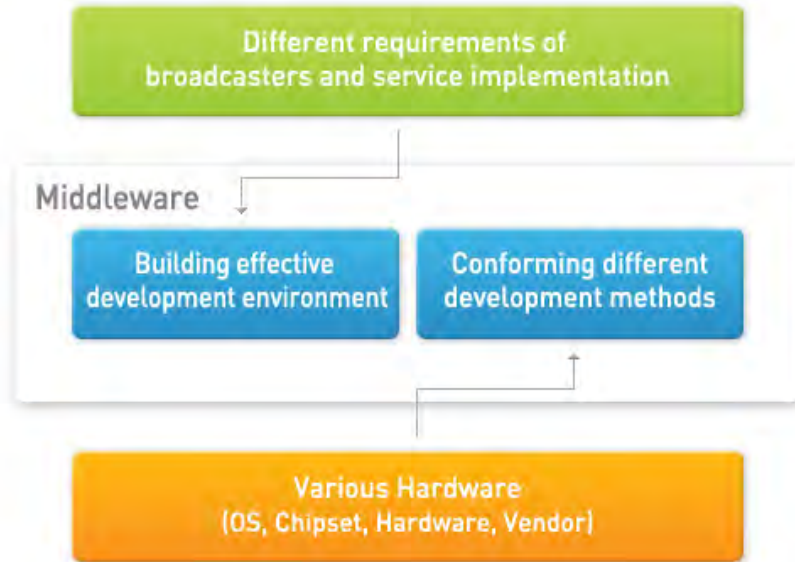 Different requirements of
broadcasters and service implementation
Middleware
Building effective
development environment
Conforming different
development methods
Various Hardware
(OS, Chipset, Hardware, Vendor)